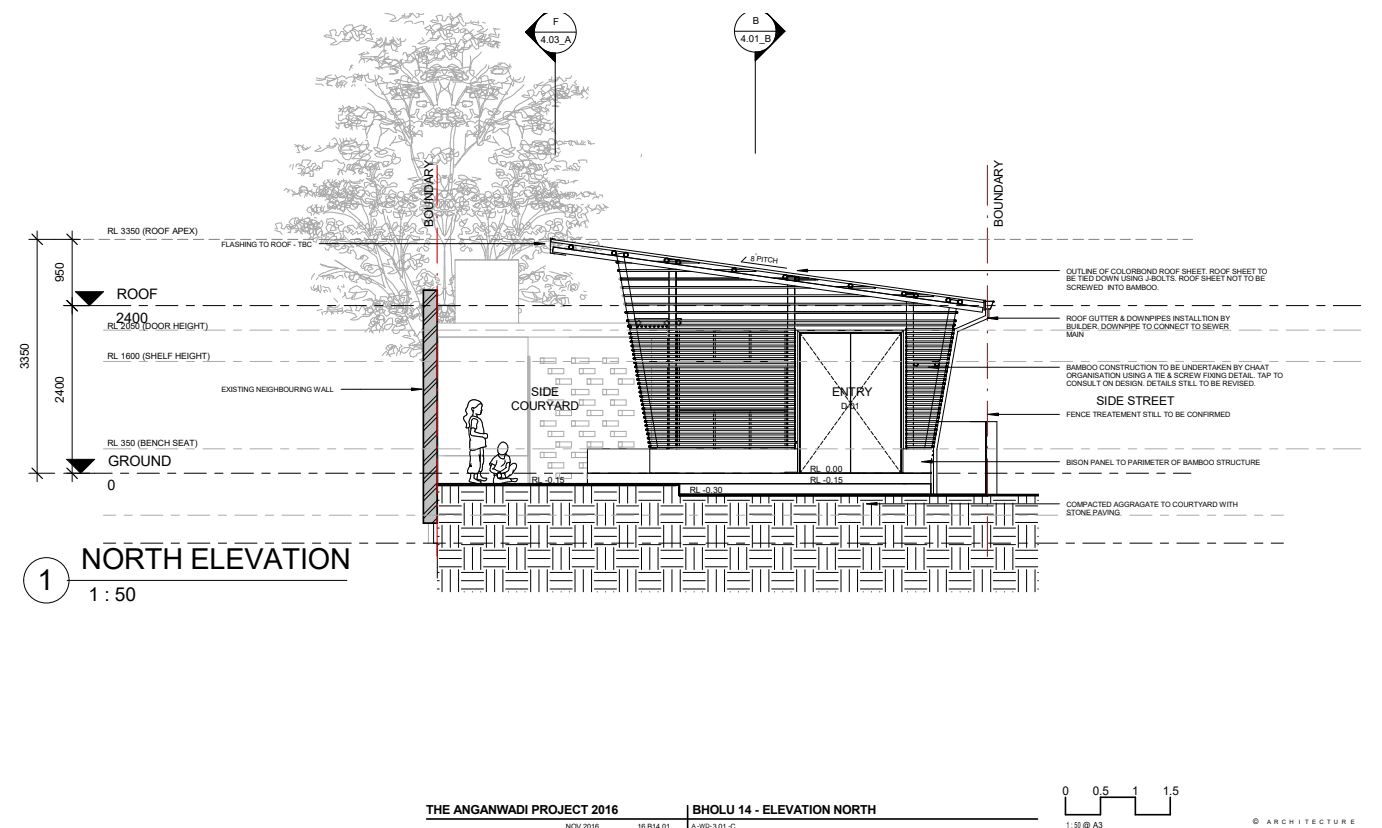 F
4.03_A
B
4.01_B
BOUNDARY
BOUNDARY
RL 3350 (ROOF APEX)
FLASHING TO ROOF - TBC
8 PITCH
950
ROOF
2400
RL 2050 (DOOR HEIGHT)
RL 1600 (SHELF HEIGHT)
3350
2400
EXISTING NEIGHBOURING WALL
RL 350 (BENCH SEAT)
GROUND
0
SIDE
COURYARD
ENTRY
D-01
RL 0.00
RL -0.15
RL -0.15
RL -0.30
OUTLINE OF COLORBOND ROOF SHEET. ROOF SHEET TO
BE TIED DOWN USING J-BOLTS. ROOF SHEET NOT TO BE
SCREWED INTO BAMBOO.
ROOF GUTTER & DOWNPIPES INSTALLTION BY
BUILDER. DOWNPIPE TO CONNECT TO SEWER
MAIN
BAMBOO CONSTRUCTION TO BE UNDERTAKEN BY CHAAT
ORGANISATION USING A TIE & SCREW FIXING DETAIL. TAP TO
CONSULT ON DESIGN. DETAILS STILL TO BE REVISED.
SIDE STREET
FENCE TREATEMENT STILL TO BE CONFIRMED
BISON PANEL TO PARIMETER OF BAMBOO STRUCTURE
COMPACTED AGGRAGATE TO COURTYARD WITH
STONE PAVING
1
NORTH ELEVATION
1 : 50
THE ANGANWADI PROJECT 2016
BHOLU 14 - ELEVATION NORTH
NOV 2016
16 B14 01
A-WD-3.01 -C
0 0.5 1 1.5
1 : 50 @ A3
© ARCHITECTURE